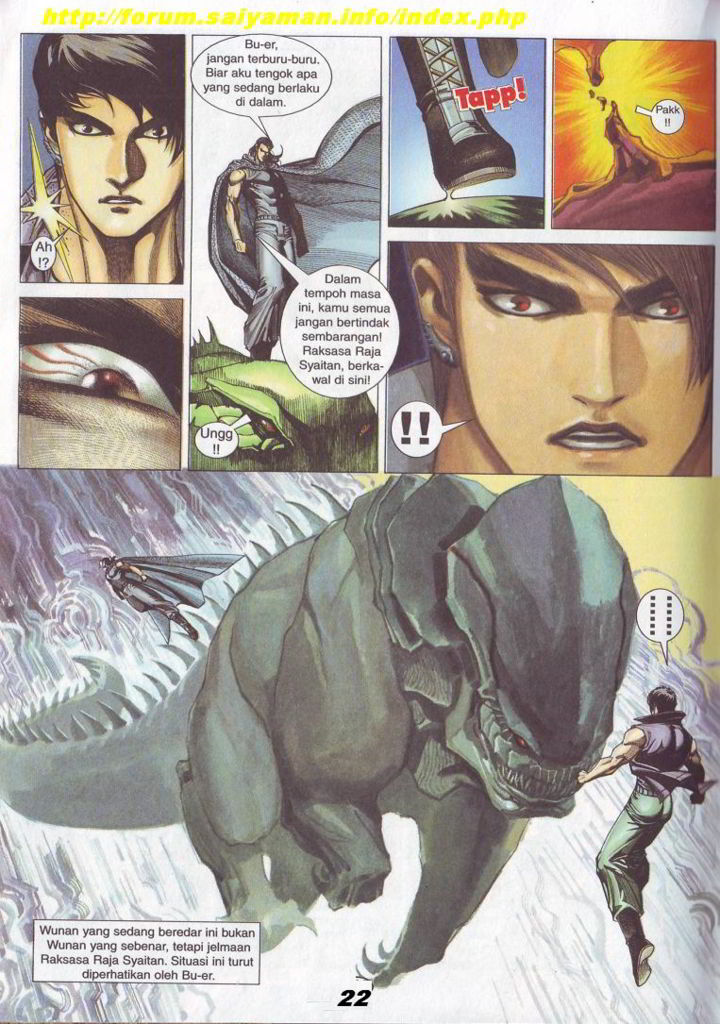 http://forum.saiyaman.info/index.php
Ah
!?
Bu-er,
jangan terburu-buru.
Biar aku tengok apa
yang sedang berlaku
di dalam.
Dalam
tempoh masa
ini, kamu semua
jangan bertindak
sembarangan!
Raksasa Raja
Syaitan, berka-
wal di sini!
Ungg
!!
Tapp!
Pakk
!!
!!
Wunan yang sedang beredar ini bukan
Wunan yang sebenar, tetapi jelmaan
Raksasa Raja Syaitan. Situasi ini turut
diperhatikan oleh Bu-er.
22